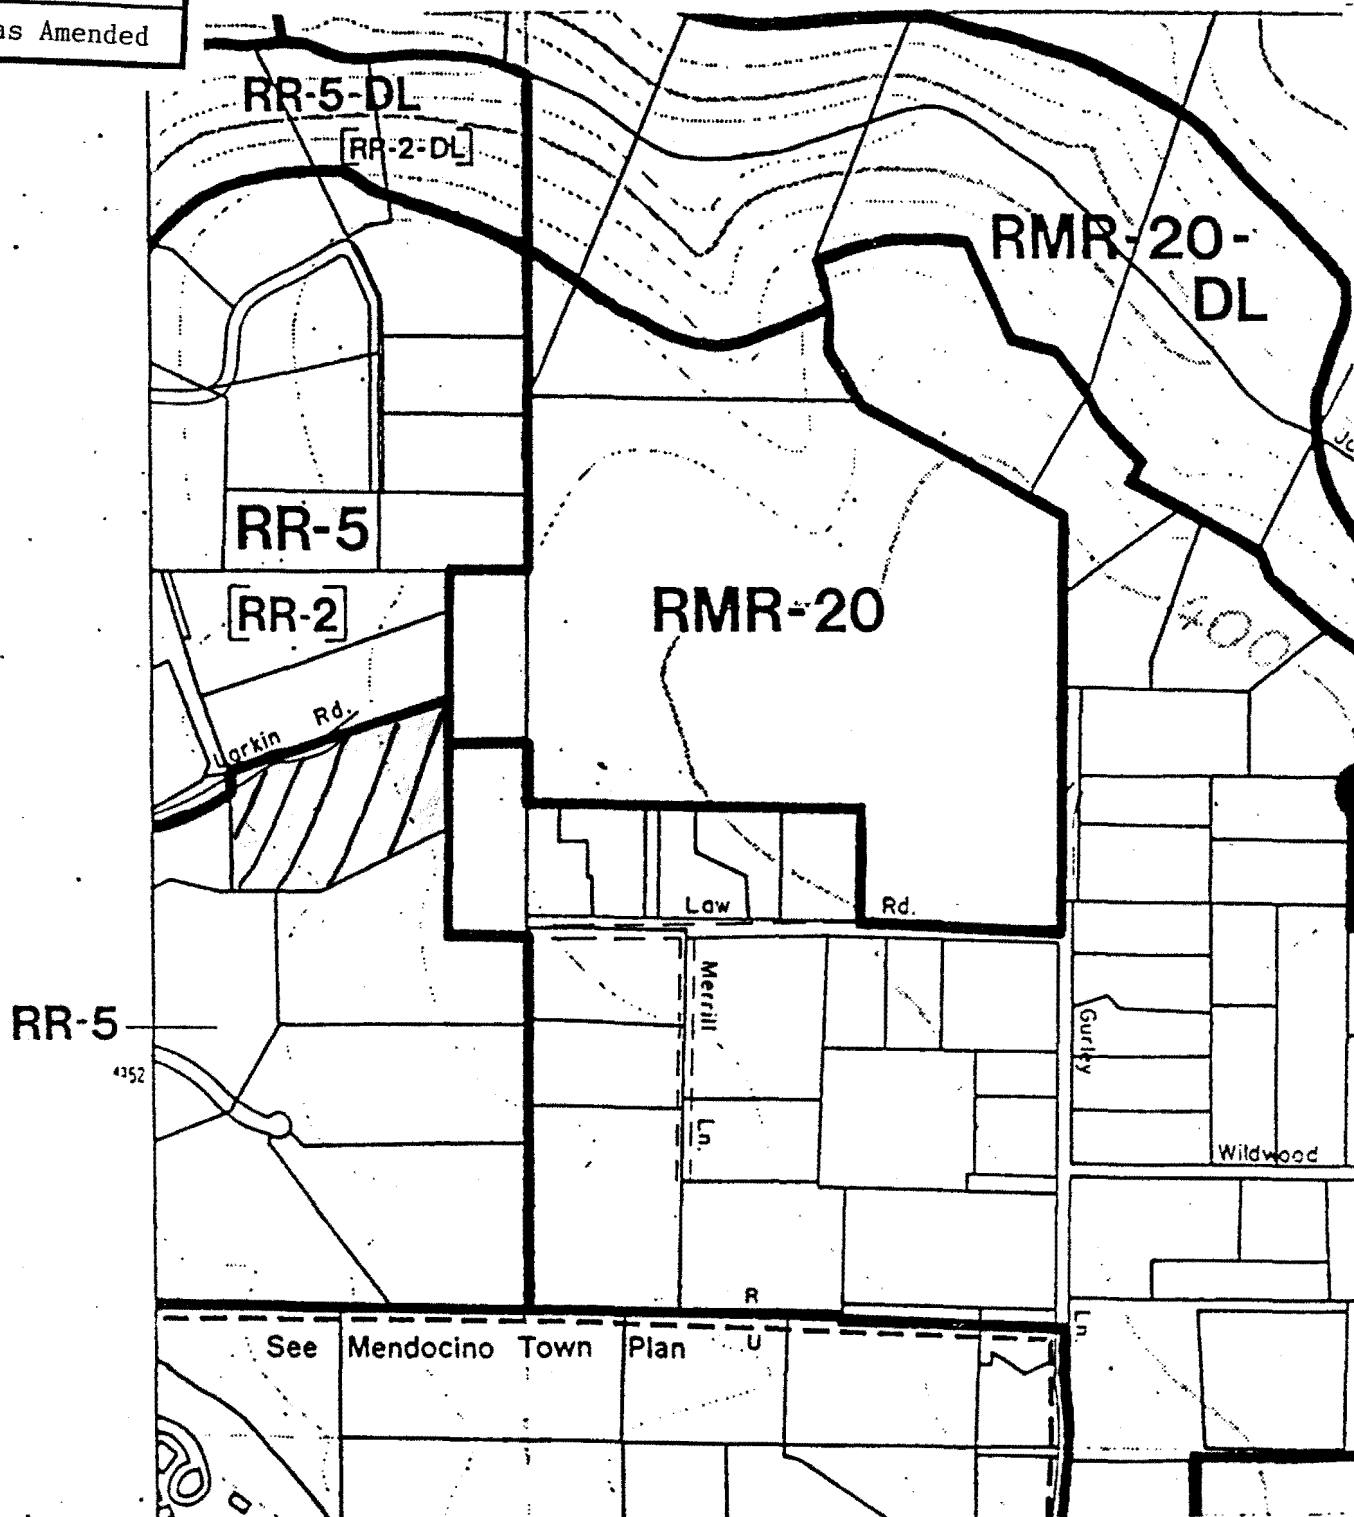 as Amended
RR-5-DL
[RR-2-DL]
RMR-20-
DL
RR-5
[RR-2]
RMR-20
400
Larkin Rd.
Law Rd.
Merrill
Ln.
Gurley
Ln
RR-5
4352
Wildwood
R
U
See Mendocino Town Plan